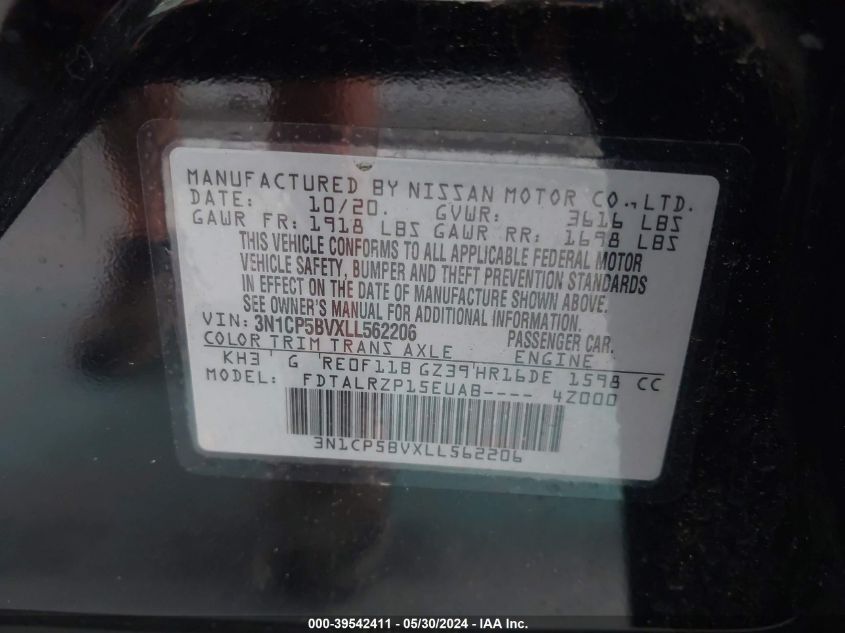 MANUFACTURED BY NISSAN MOTOR CO., LTD.
DATE: 10/20. GVWR: 3616 LBS
GAWR FR: 1918 LBS GAWR RR: 1698 LBS
THIS VEHICLE CONFORMS TO ALL APPLICABLE FEDERAL MOTOR
VEHICLE SAFETY, BUMPER AND THEFT PREVENTION STANDARDS
IN EFFECT ON THE DATE OF MANUFACTURE SHOWN ABOVE.
SEE OWNER'S MANUAL FOR ADDITIONAL INFORMATION.
VIN: 3N1CP5BVXLL562206 PASSENGER CAR.
COLOR TRIM TRANS AXLE ENGINE
KH3 G RE0F11B GZ39 HR16DE 1598 CC
MODEL: FDTALRZP15EUAB---- 4Z000
3N1CP5BVXLL562206
000-39542411 — 05/30/2024 — IAA Inc.